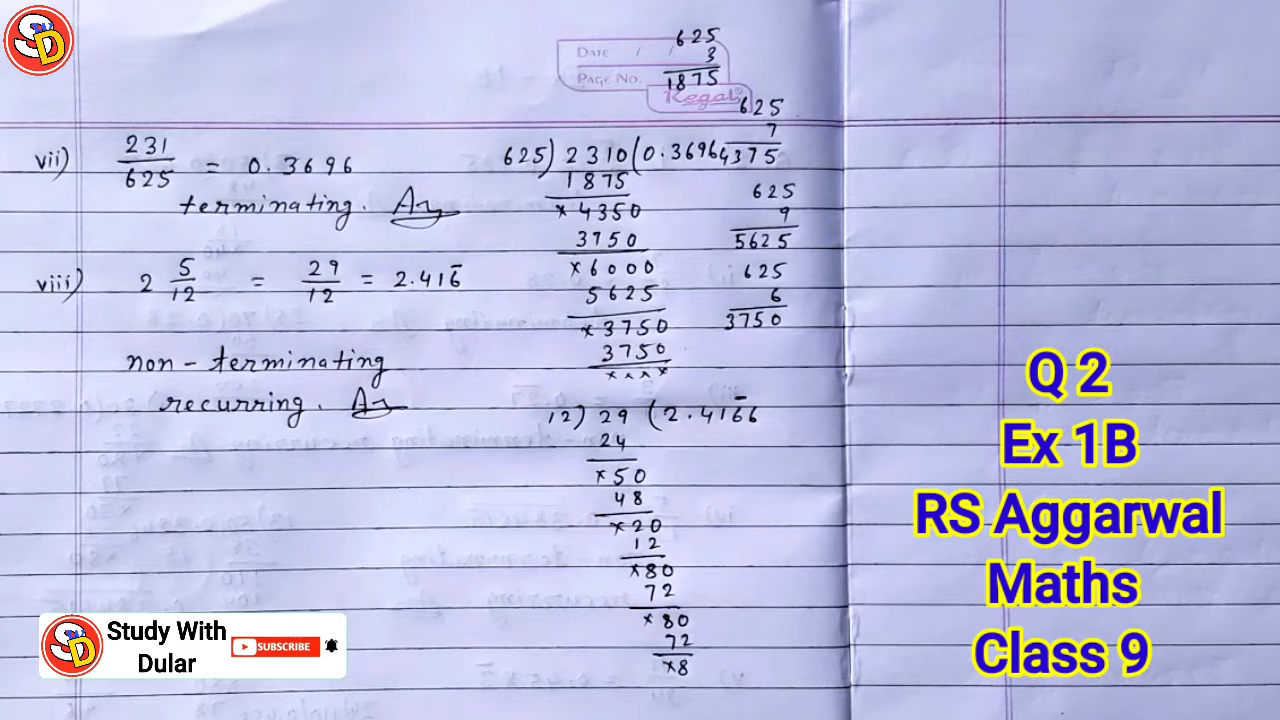 SD
DATE / /
PAGE NO.
Regal
625
3
1875
625
7
4375
625
9
5625
625
6
3750
vii) 231/625 = 0.3696
terminating. Ans
625) 2310 (0.3696
1875
×4350
3750
×6000
5625
×3750
3750
××××
viii) 2 5/12 = 29/12 = 2.416̅
non-terminating
recurring. Ans
12) 29 (2.4166̅
24
×50
48
×20
12
×80
72
×80
72
×8
Q 2
Ex 1B
RS Aggarwal
Maths
Class 9
SD
Study With
Dular
SUBSCRIBE